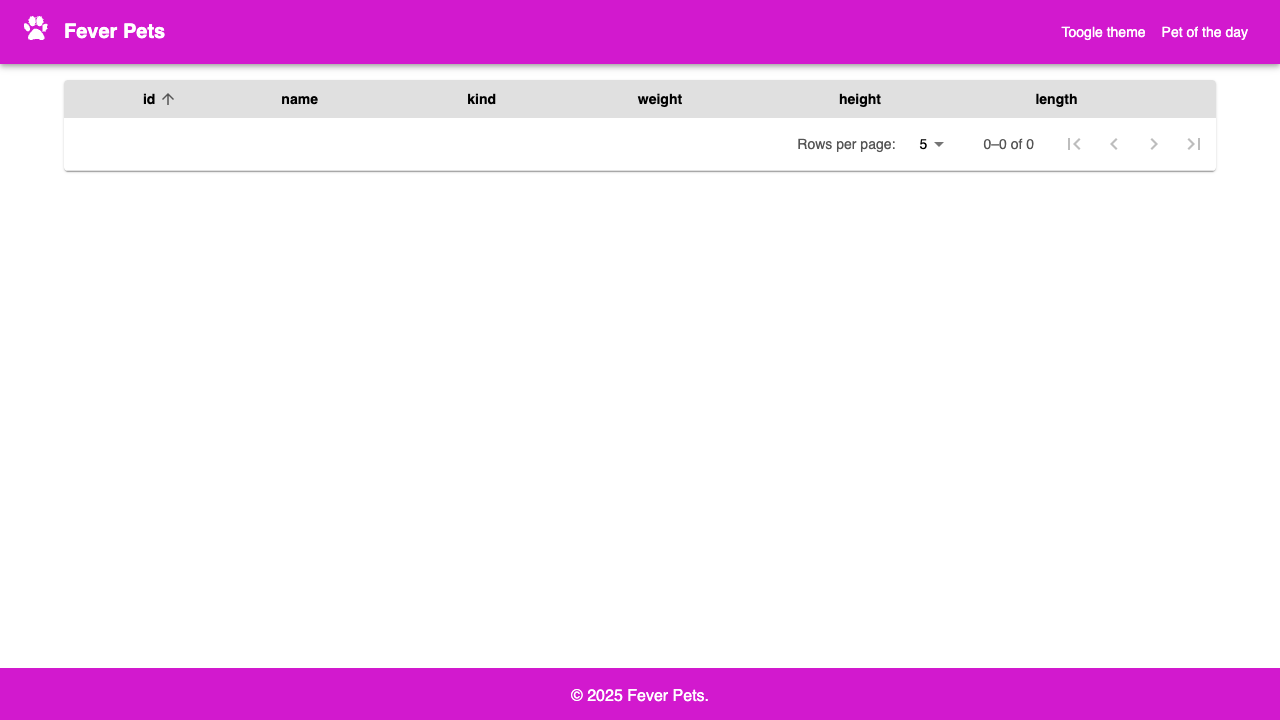 Fever Pets
Toogle theme
Pet of the day
id name kind weight height length
Rows per page: 5 0–0 of 0
© 2025 Fever Pets.